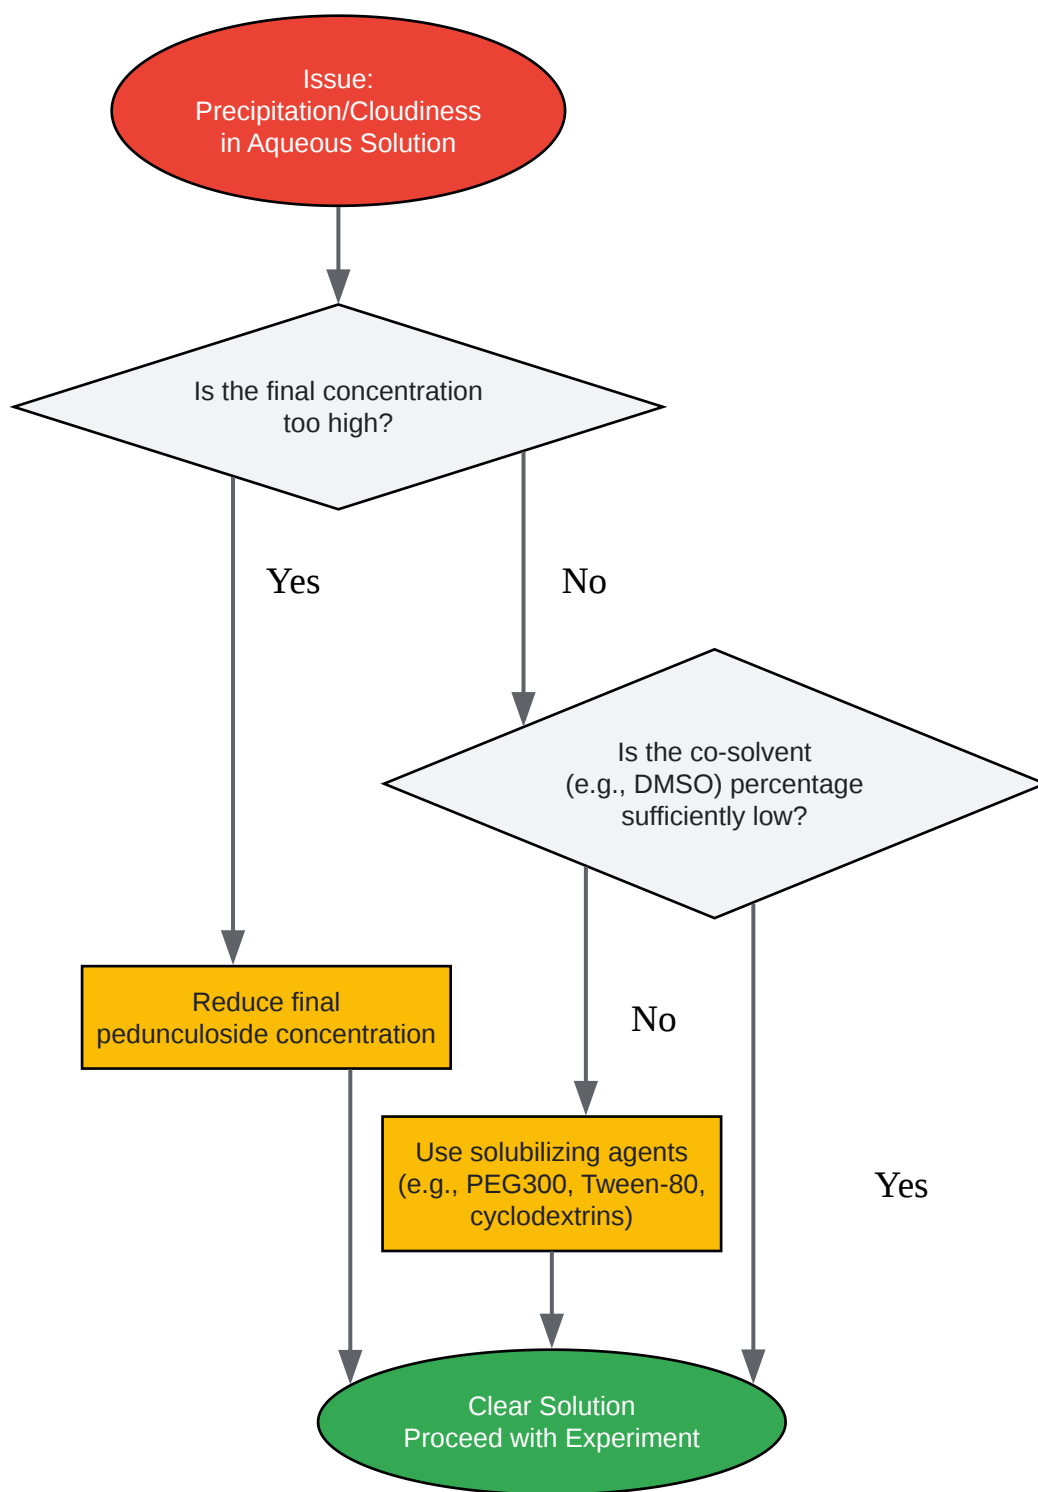 Issue:
Precipitation/Cloudiness
in Aqueous Solution
Is the final concentration
too high?
Yes
No
Is the co-solvent
(e.g., DMSO) percentage
sufficiently low?
Reduce final
pedunculoside concentration
No
Use solubilizing agents
(e.g., PEG300, Tween-80,
cyclodextrins)
Yes
Clear Solution
Proceed with Experiment